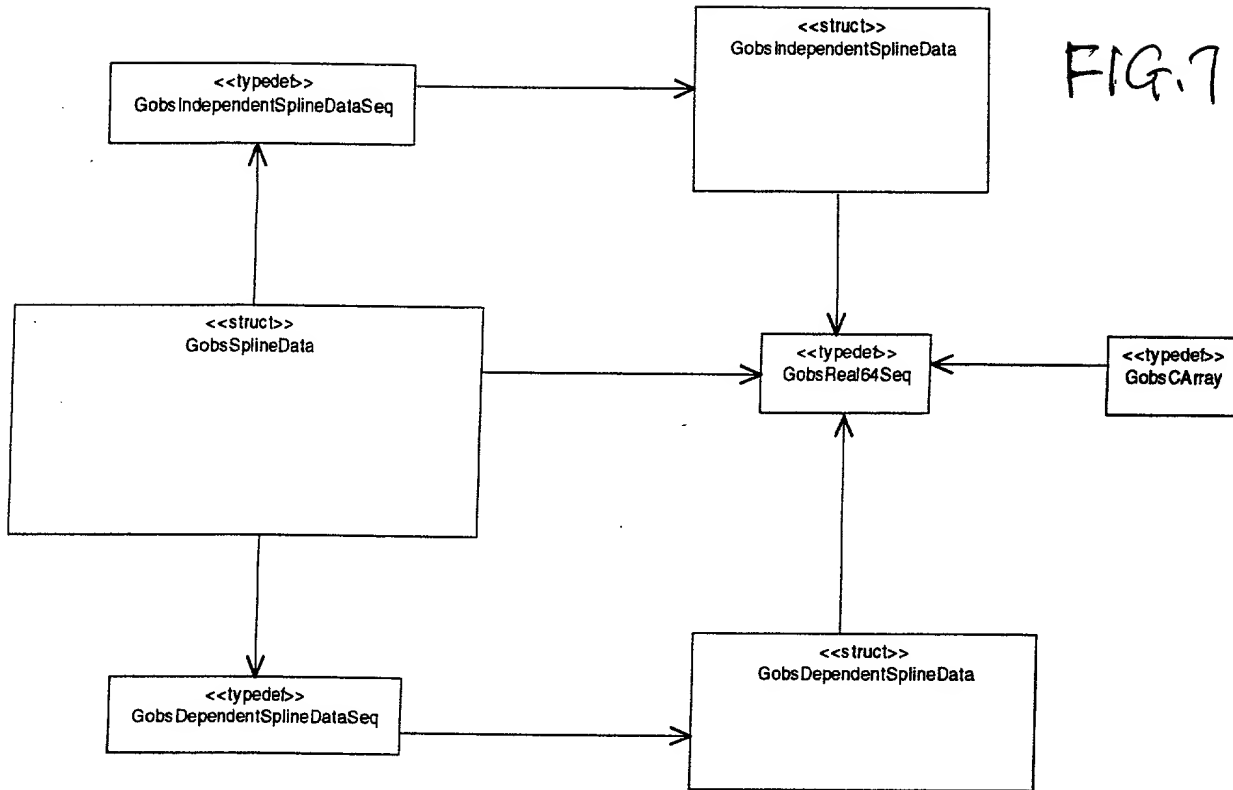 <<struct>>
GobsIndependentSplineData
FIG.7
<<typedef>>
GobsIndependentSplineDataSeq
<<struct>>
GobsSplineData
<<typedef>>
GobsReal64Seq
<<typedef>>
GobsCArray
<<struct>>
GobsDependentSplineData
<<typedef>>
GobsDependentSplineDataSeq